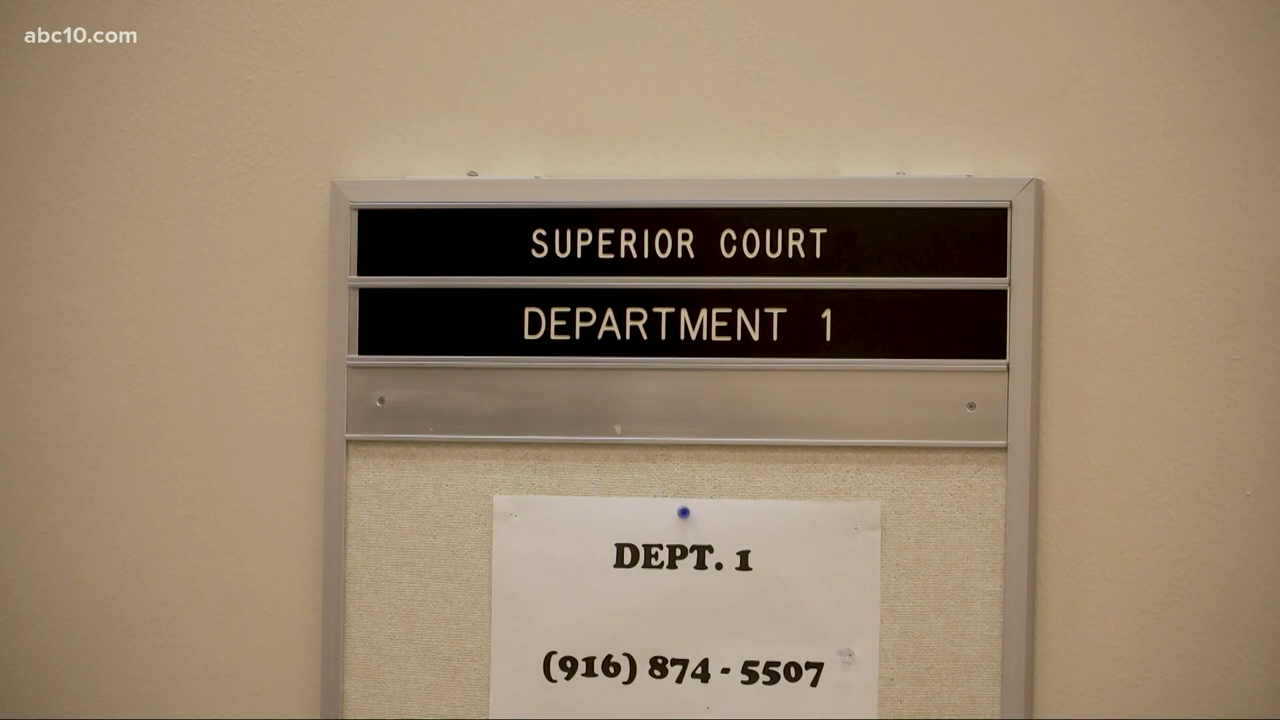 abc10.com
SUPERIOR COURT
DEPARTMENT 1
DEPT. 1
(916) 874-5507